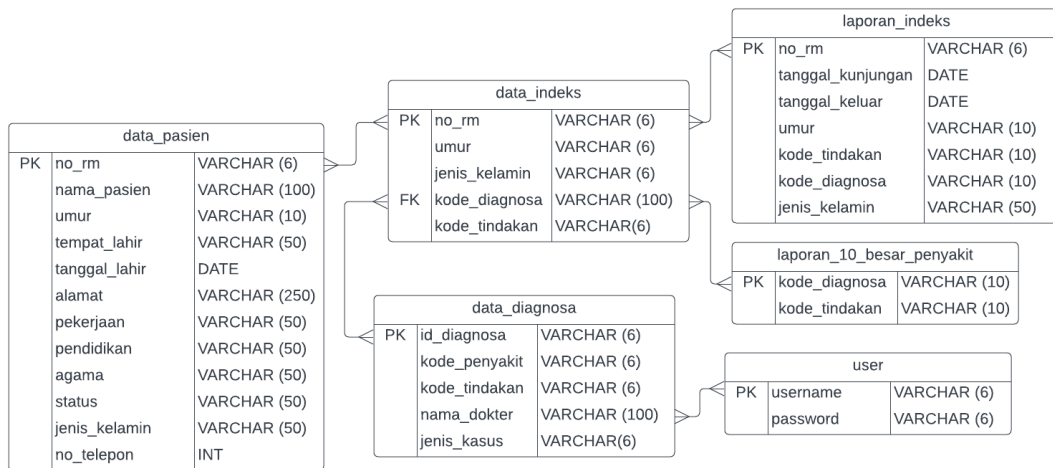 data_pasien
PK no_rm VARCHAR (6)
nama_pasien VARCHAR (100)
umur VARCHAR (10)
tempat_lahir VARCHAR (50)
tanggal_lahir DATE
alamat VARCHAR (250)
pekerjaan VARCHAR (50)
pendidikan VARCHAR (50)
agama VARCHAR (50)
status VARCHAR (50)
jenis_kelamin VARCHAR (50)
no_telepon INT
data_indeks
PK no_rm VARCHAR (6)
umur VARCHAR (6)
jenis_kelamin VARCHAR (6)
FK kode_diagnosa VARCHAR (100)
kode_tindakan VARCHAR(6)
data_diagnosa
PK id_diagnosa VARCHAR (6)
kode_penyakit VARCHAR (6)
kode_tindakan VARCHAR (6)
nama_dokter VARCHAR (100)
jenis_kasus VARCHAR(6)
laporan_indeks
PK no_rm VARCHAR (6)
tanggal_kunjungan DATE
tanggal_keluar DATE
umur VARCHAR (10)
kode_tindakan VARCHAR (10)
kode_diagnosa VARCHAR (10)
jenis_kelamin VARCHAR (50)
laporan_10_besar_penyakit
PK kode_diagnosa VARCHAR (10)
kode_tindakan VARCHAR (10)
user
PK username VARCHAR (6)
password VARCHAR (6)